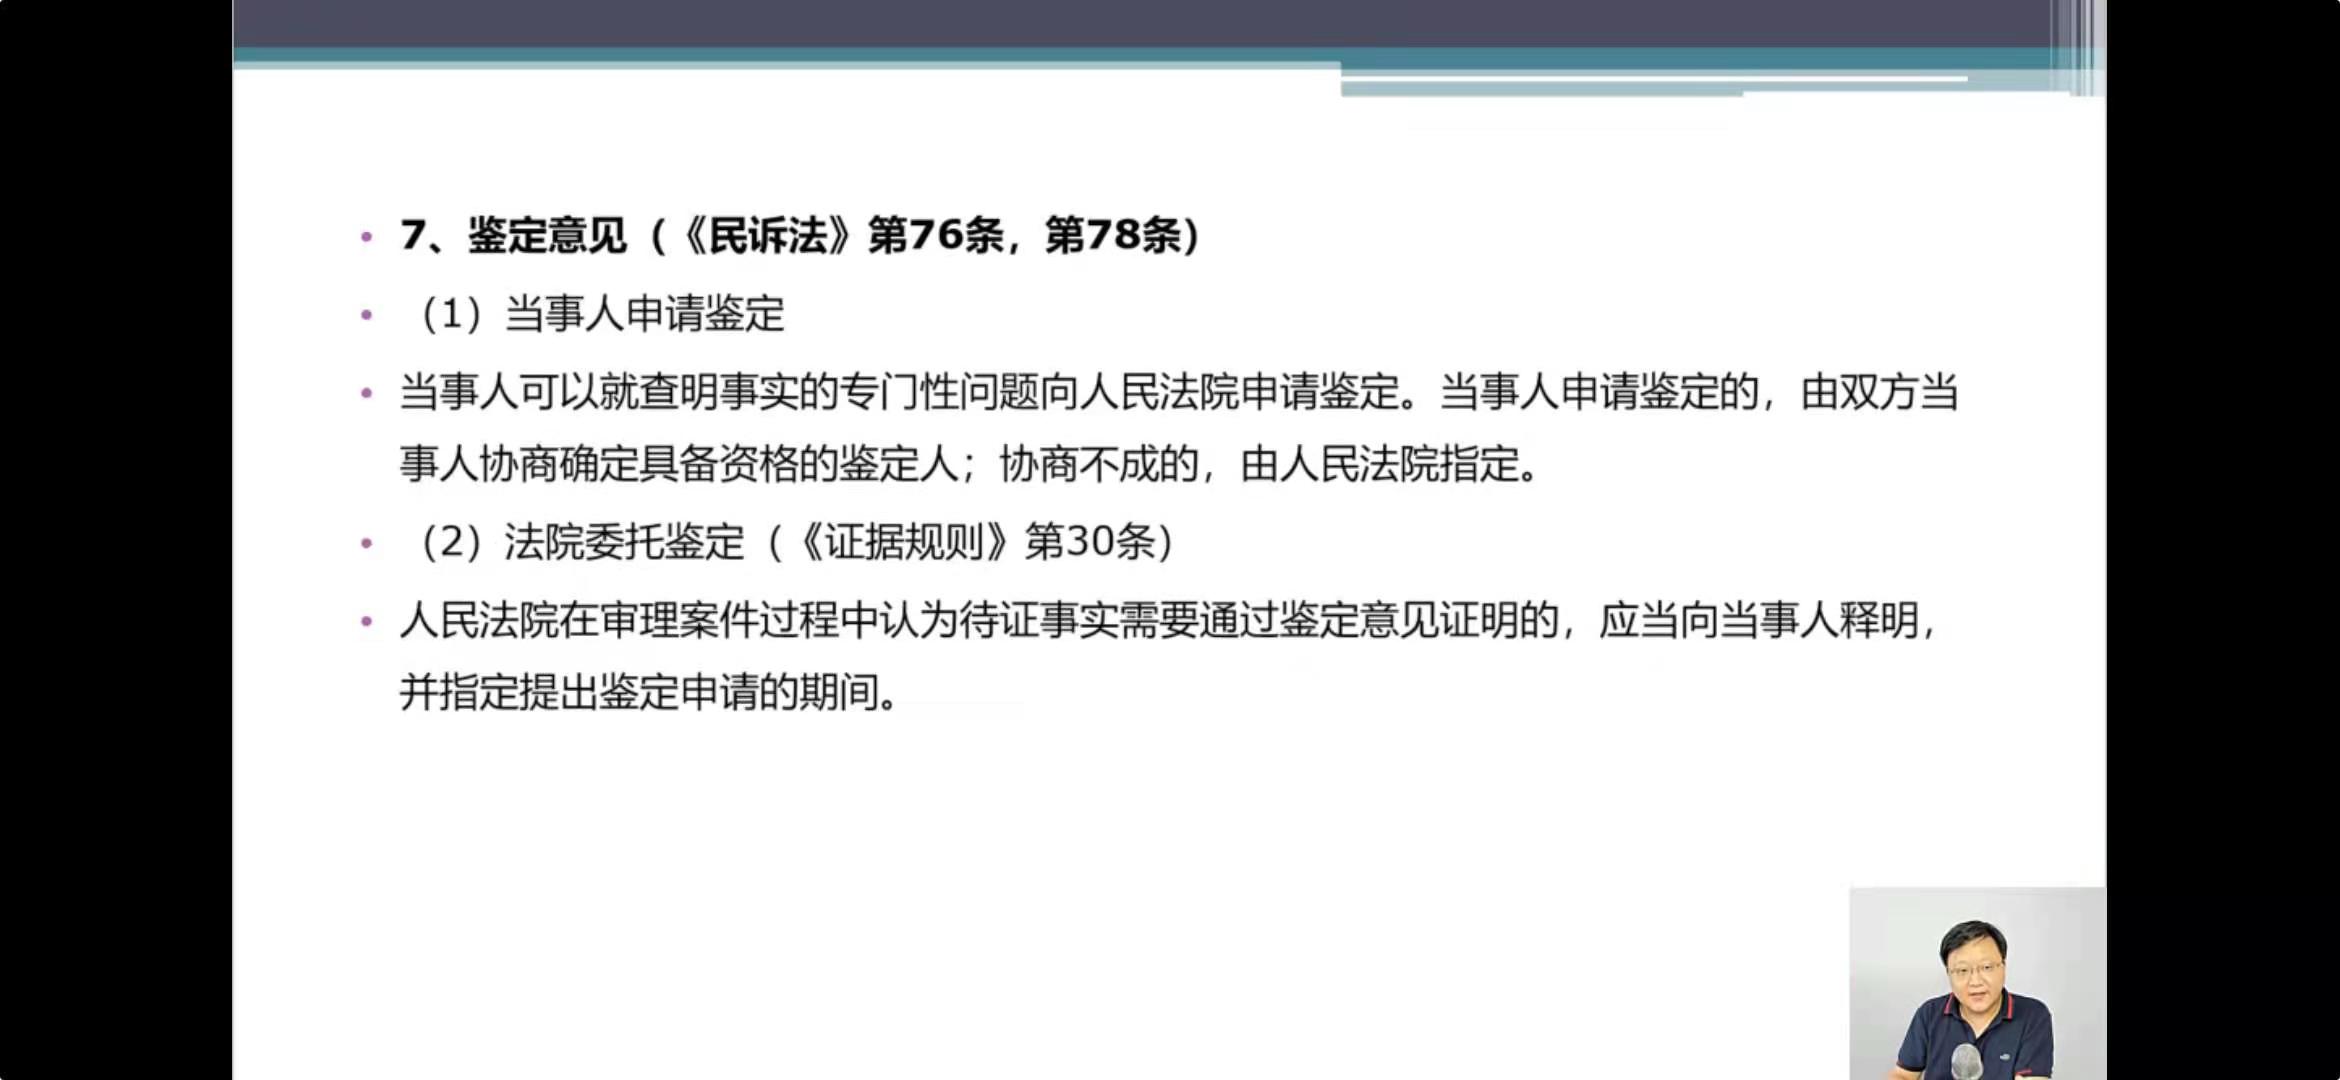 • 7、鉴定意见（《民诉法》第76条，第78条）
• （1）当事人申请鉴定
• 当事人可以就查明事实的专门性问题向人民法院申请鉴定。当事人申请鉴定的，由双方当
事人协商确定具备资格的鉴定人；协商不成的，由人民法院指定。
• （2）法院委托鉴定（《证据规则》第30条）
• 人民法院在审理案件过程中认为待证事实需要通过鉴定意见证明的，应当向当事人释明，
并指定提出鉴定申请的期间。